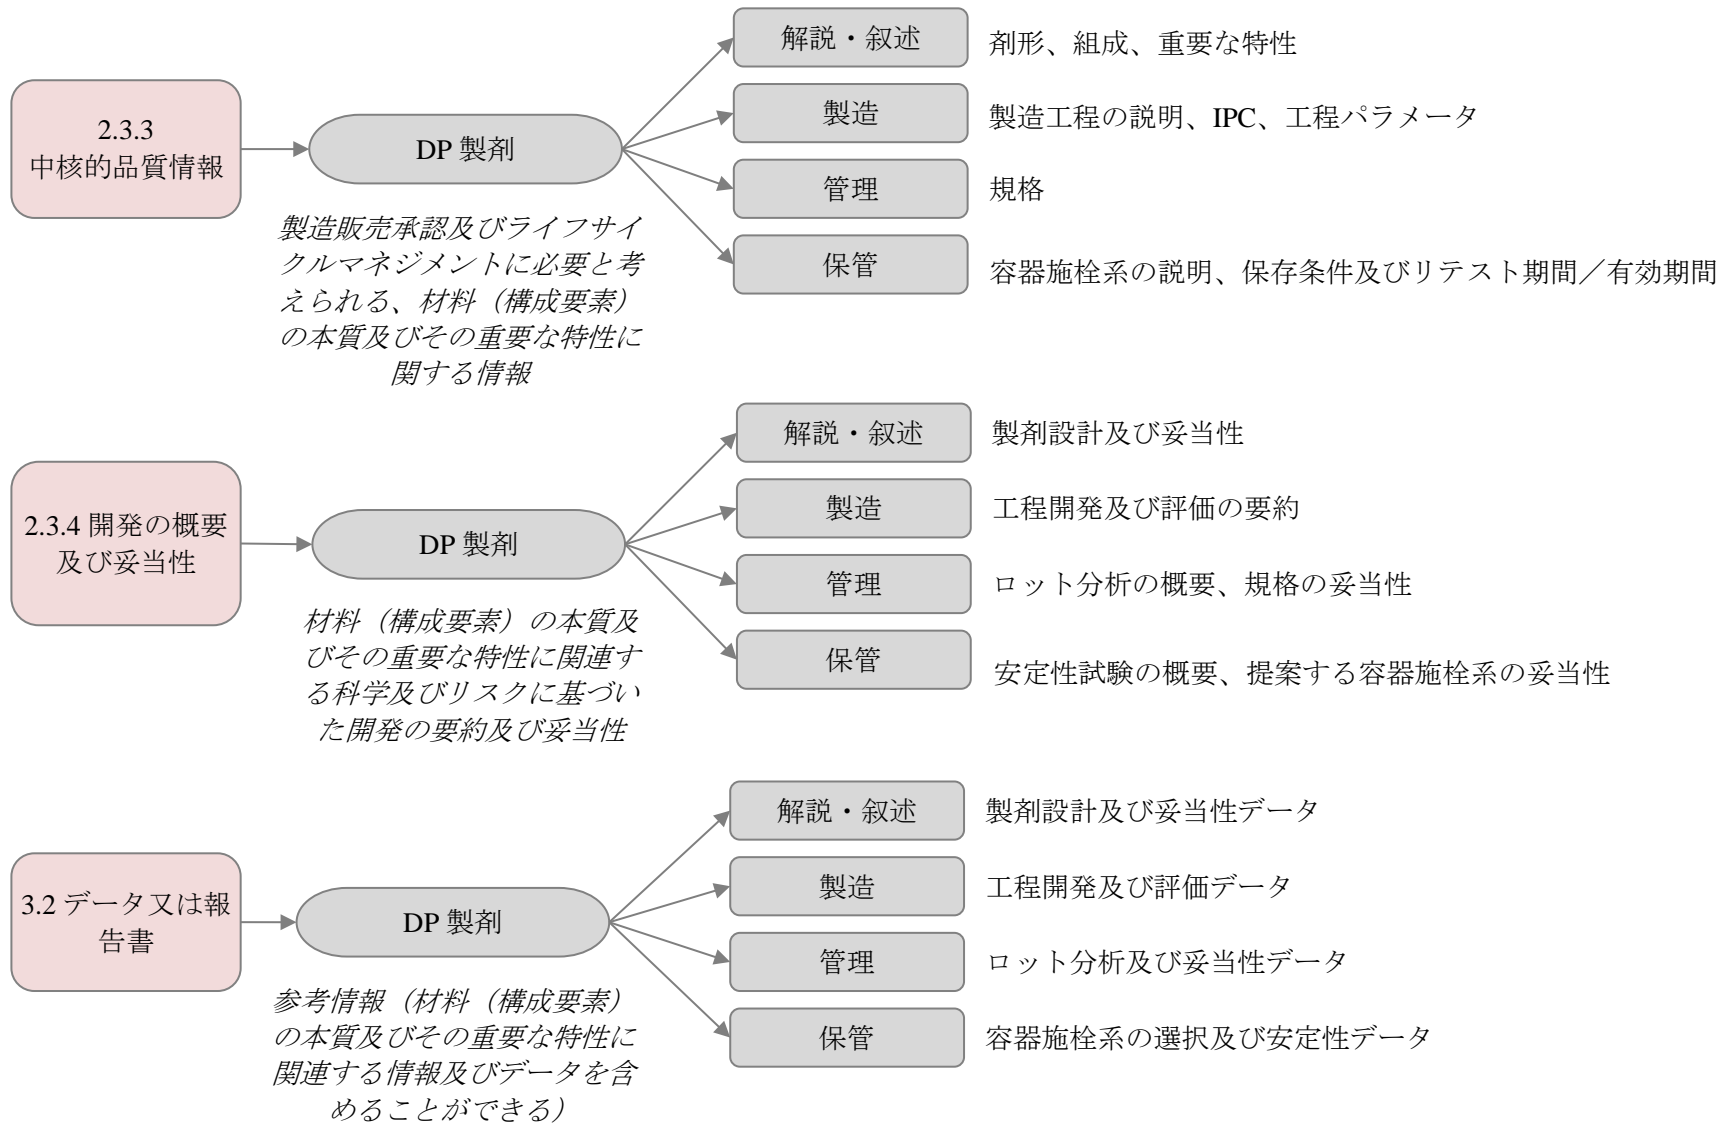 2.3.3
中核的品質情報
DP 製剤
製造販売承認及びライフサイ
クルマネジメントに必要と考
えられる、材料（構成要素）
の本質及びその重要な特性に
関する情報
解説・叙述
剤形、組成、重要な特性
製造
製造工程の説明、IPC、工程パラメータ
管理
規格
保管
容器施栓系の説明、保存条件及びリテスト期間／有効期間
2.3.4 開発の概要
及び妥当性
DP 製剤
材料（構成要素）の本質及
びその重要な特性に関連す
る科学及びリスクに基づい
た開発の要約及び妥当性
解説・叙述
製剤設計及び妥当性
製造
工程開発及び評価の要約
管理
ロット分析の概要、規格の妥当性
保管
安定性試験の概要、提案する容器施栓系の妥当性
3.2 データ又は報
告書
DP 製剤
参考情報（材料（構成要素）
の本質及びその重要な特性に
関連する情報及びデータを含
めることができる）
解説・叙述
製剤設計及び妥当性データ
製造
工程開発及び評価データ
管理
ロット分析及び妥当性データ
保管
容器施栓系の選択及び安定性データ